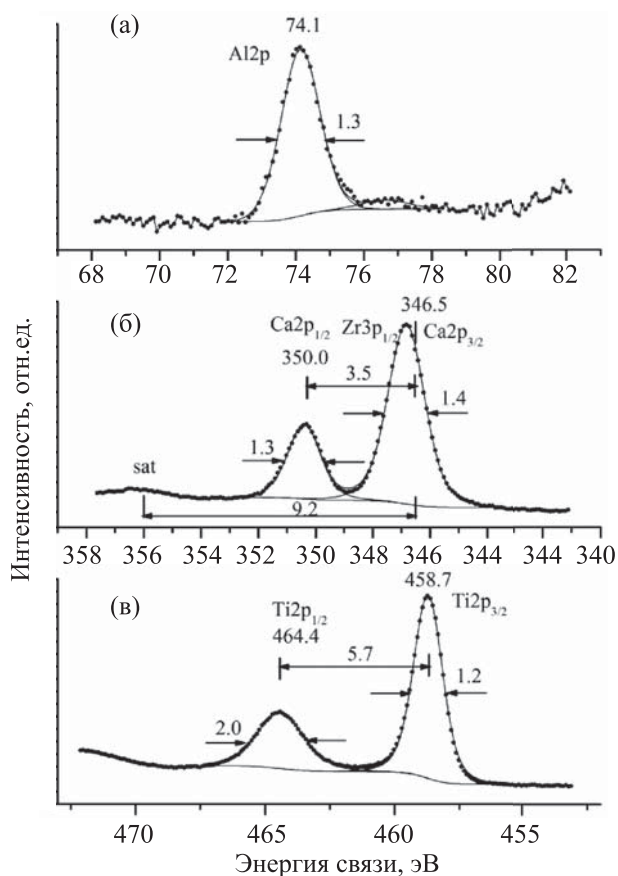 (а)
74.1
Al2p
1.3
68 70 72 74 76 78 80 82
(б)
346.5
Ca2p1/2 Zr3p1/2 Ca2p3/2
350.0
3.5
1.4
1.3
sat
9.2
358 356 354 352 350 348 346 344 344 340
(в)
458.7
Ti2p1/2 Ti2p3/2
464.4
5.7
1.2
2.0
470 465 460 455
Энергия связи, эВ
Интенсивность, отн.ед.